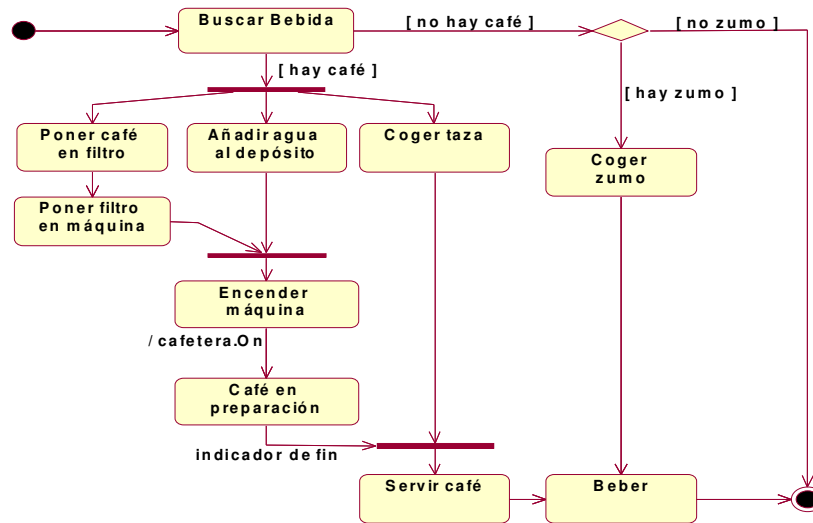 Buscar Bebida
[ no hay café ]
[ no zumo ]
[ hay café ]
[ hay zumo ]
Poner café
en filtro
Añadir agua
al depósito
Coger taza
Coger
zumo
Poner filtro
en máquina
Encender
máquina
/ cafetera.On
Café en
preparación
indicador de fin
Servir café
Beber